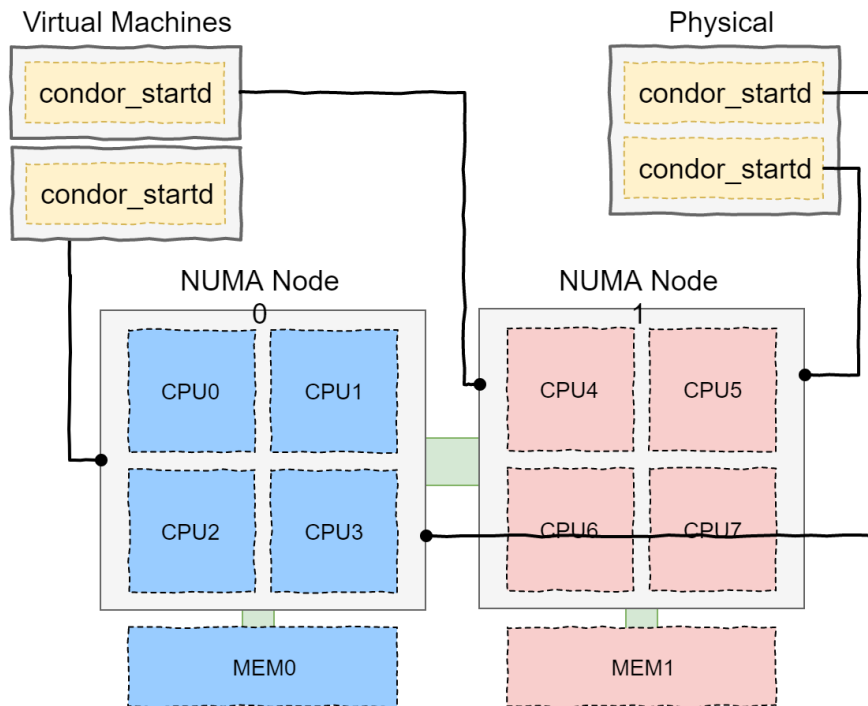 Virtual Machines
Physical
condor_startd
condor_startd
condor_startd
condor_startd
NUMA Node
0
NUMA Node
1
CPU0
CPU1
CPU4
CPU5
CPU2
CPU3
CPU6
CPU7
MEM0
MEM1